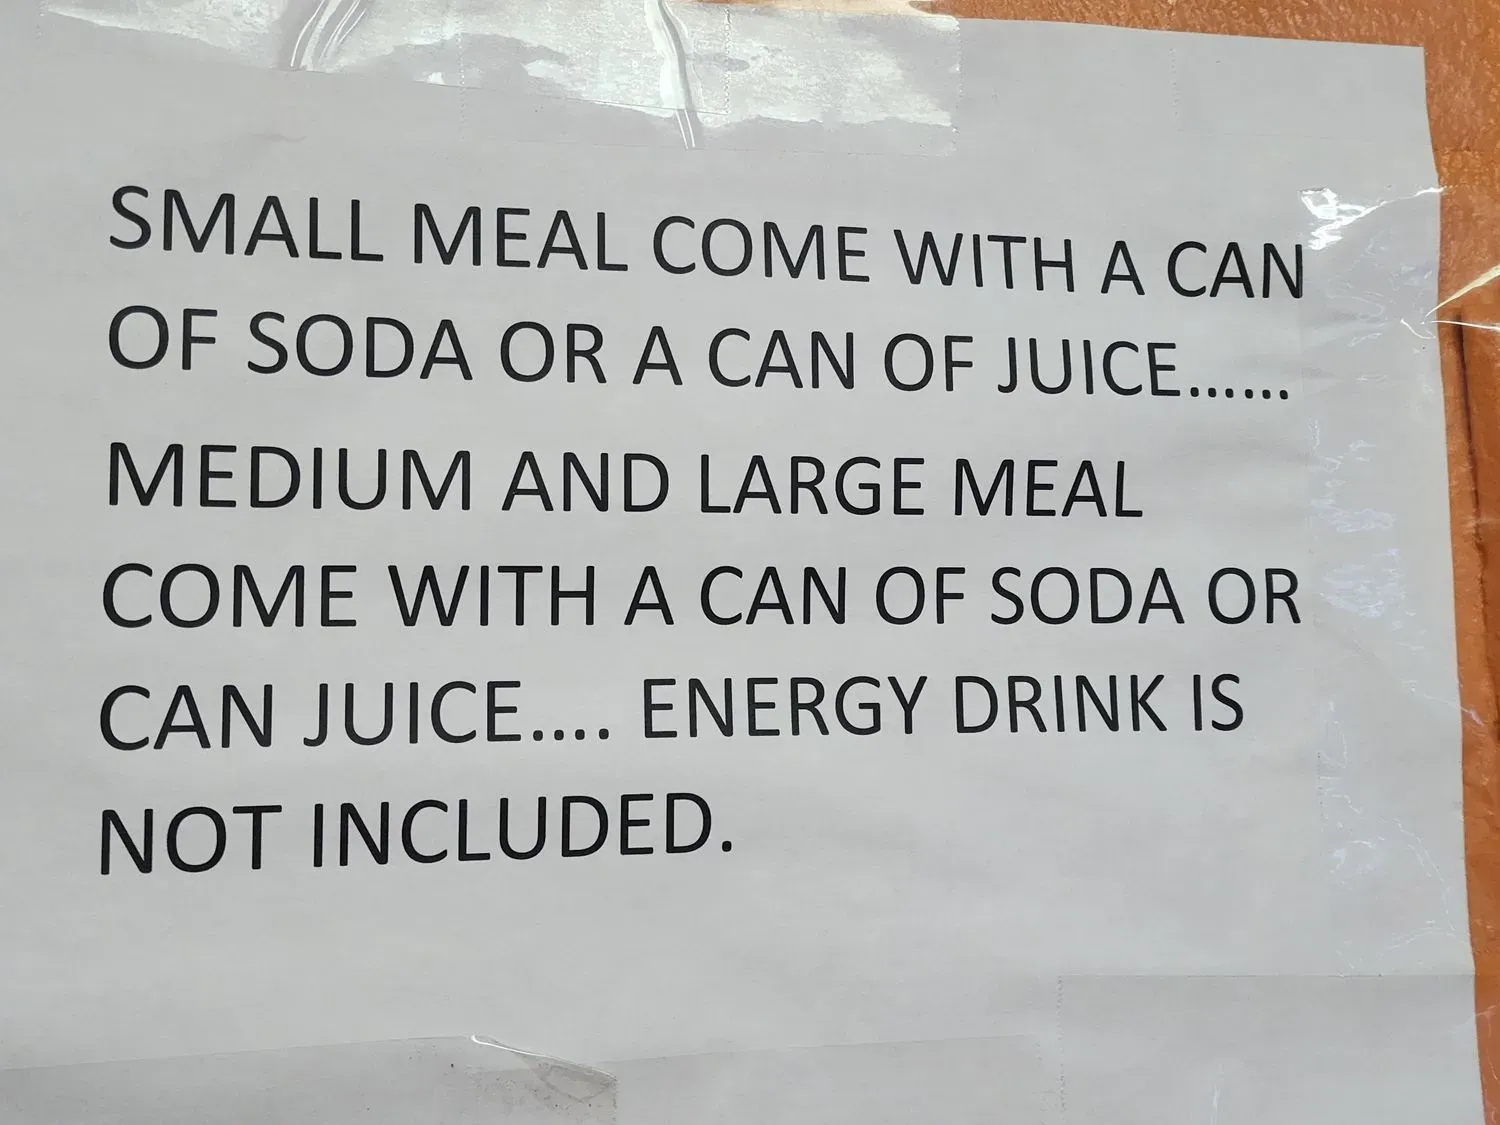 SMALL MEAL COME WITH A CAN
OF SODA OR A CAN OF JUICE......
MEDIUM AND LARGE MEAL
COME WITH A CAN OF SODA OR
CAN JUICE.... ENERGY DRINK IS
NOT INCLUDED.